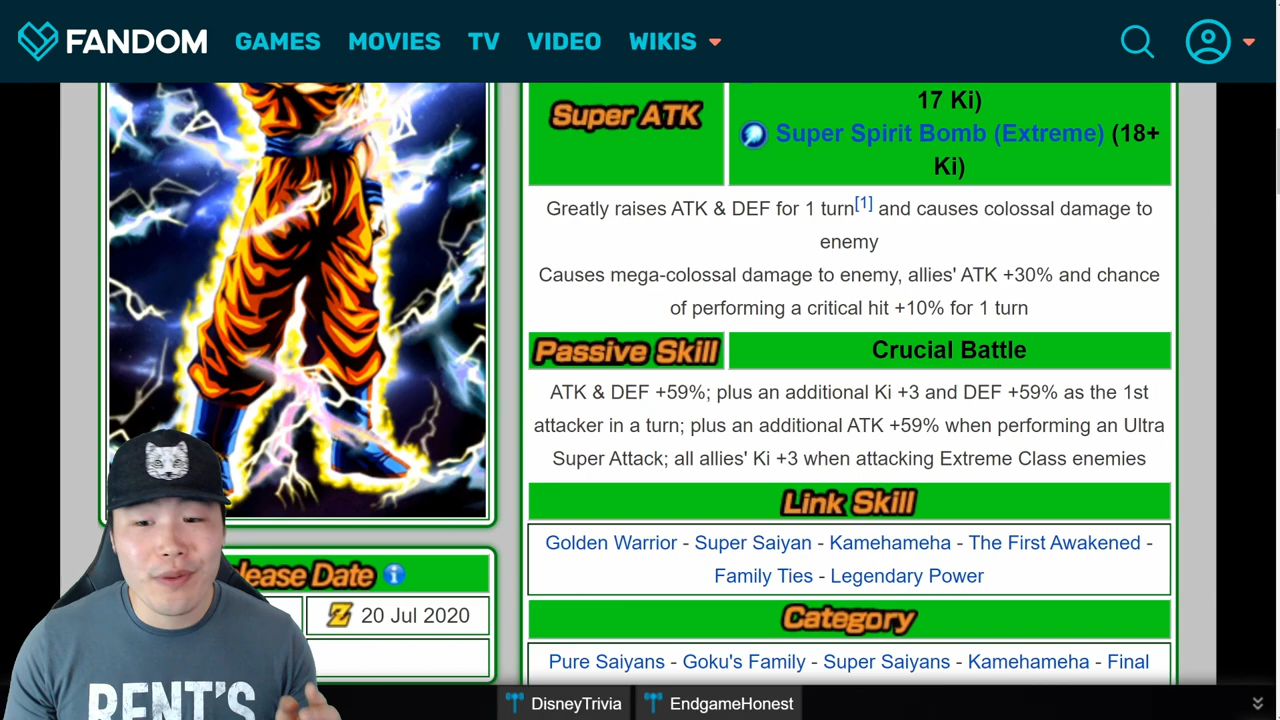 FANDOM GAMES MOVIES TV VIDEO WIKIS
Super ATK
17 Ki)
Super Spirit Bomb (Extreme) (18+
Ki)
Greatly raises ATK & DEF for 1 turn[1] and causes colossal damage to
enemy
Causes mega-colossal damage to enemy, allies' ATK +30% and chance
of performing a critical hit +10% for 1 turn
Passive Skill
Crucial Battle
ATK & DEF +59%; plus an additional Ki +3 and DEF +59% as the 1st
attacker in a turn; plus an additional ATK +59% when performing an Ultra
Super Attack; all allies' Ki +3 when attacking Extreme Class enemies
Link Skill
Golden Warrior - Super Saiyan - Kamehameha - The First Awakened -
Family Ties - Legendary Power
Category
Pure Saiyans - Goku's Family - Super Saiyans - Kamehameha - Final
lease Date
Z 20 Jul 2020
RENT'S
DisneyTrivia
EndgameHonest